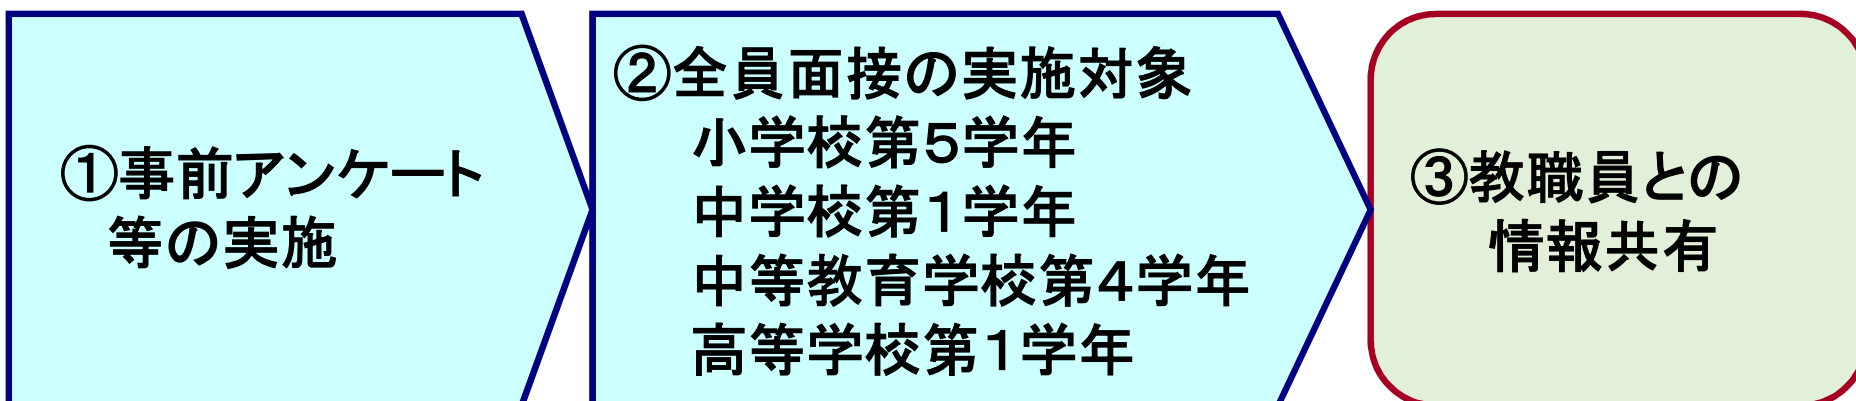 ①事前アンケート
等の実施
②全員面接の実施対象
小学校第５学年
中学校第１学年
中等教育学校第４学年
高等学校第１学年
③教職員との
情報共有